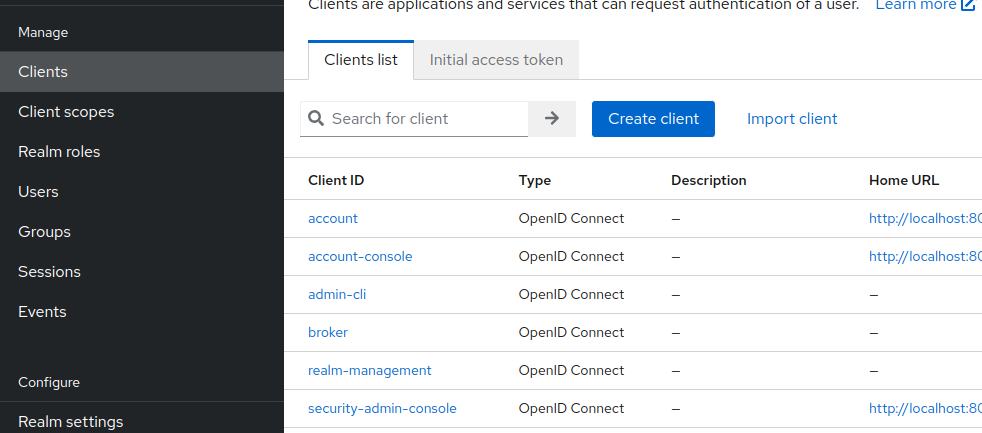 Clients are applications and services that can request authentication of a user. Learn more
Manage
Clients
Client scopes
Realm roles
Users
Groups
Sessions
Events
Configure
Realm settings
Clients list Initial access token
Search for client Create client Import client
Client ID Type Description Home URL
account OpenID Connect – http://localhost:80
account-console OpenID Connect – http://localhost:80
admin-cli OpenID Connect – –
broker OpenID Connect – –
realm-management OpenID Connect – –
security-admin-console OpenID Connect – http://localhost:80